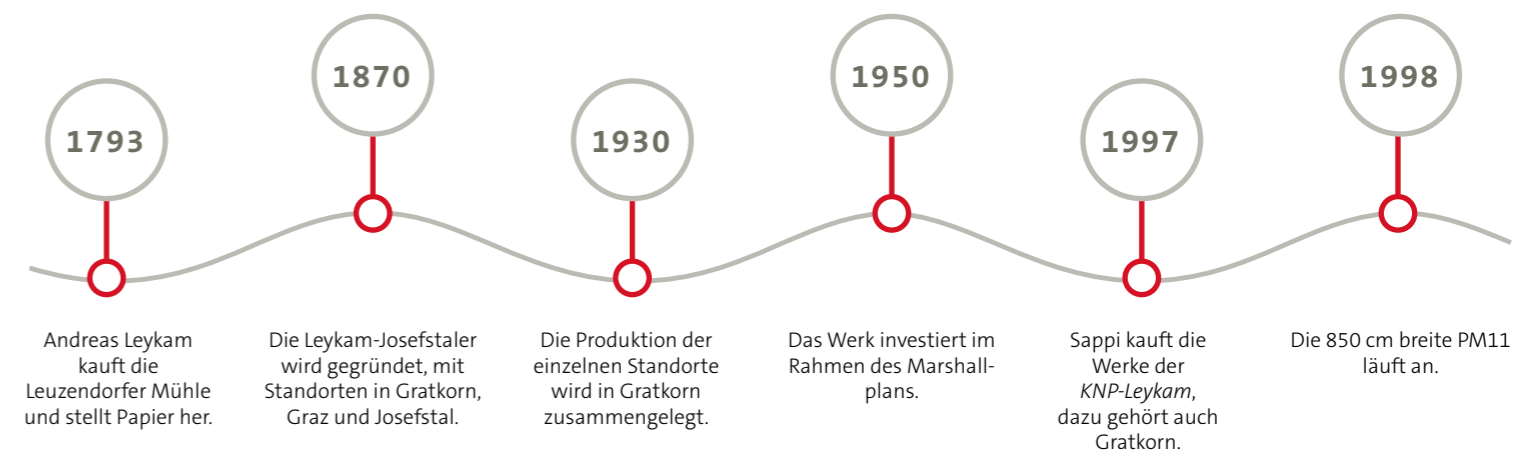 1793
Andreas Leykam
kauft die
Leuzendorfer Mühle
und stellt Papier her.
1870
Die Leykam-Josefstaler
wird gegründet, mit
Standorten in Gratkorn,
Graz und Josefstal.
1930
Die Produktion der
einzelnen Standorte
wird in Gratkorn
zusammengelegt.
1950
Das Werk investiert im
Rahmen des Marshall-
plans.
1997
Sappi kauft die
Werke der
KNP-Leykam,
dazu gehört auch
Gratkorn.
1998
Die 850 cm breite PM11
läuft an.